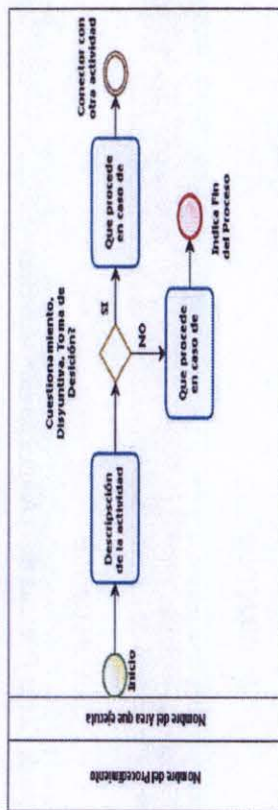 Nombre del Procedimiento
Nombre del Área que ejecuta
Inicio
Descripsción
de la actividad
Cuestionamiento.
Disyuntiva. Toma de
Desición?
SI
NO
Que procede
en caso de
Conector con
otra actividad
Que procede
en caso de
Indica Fin
del Proceso